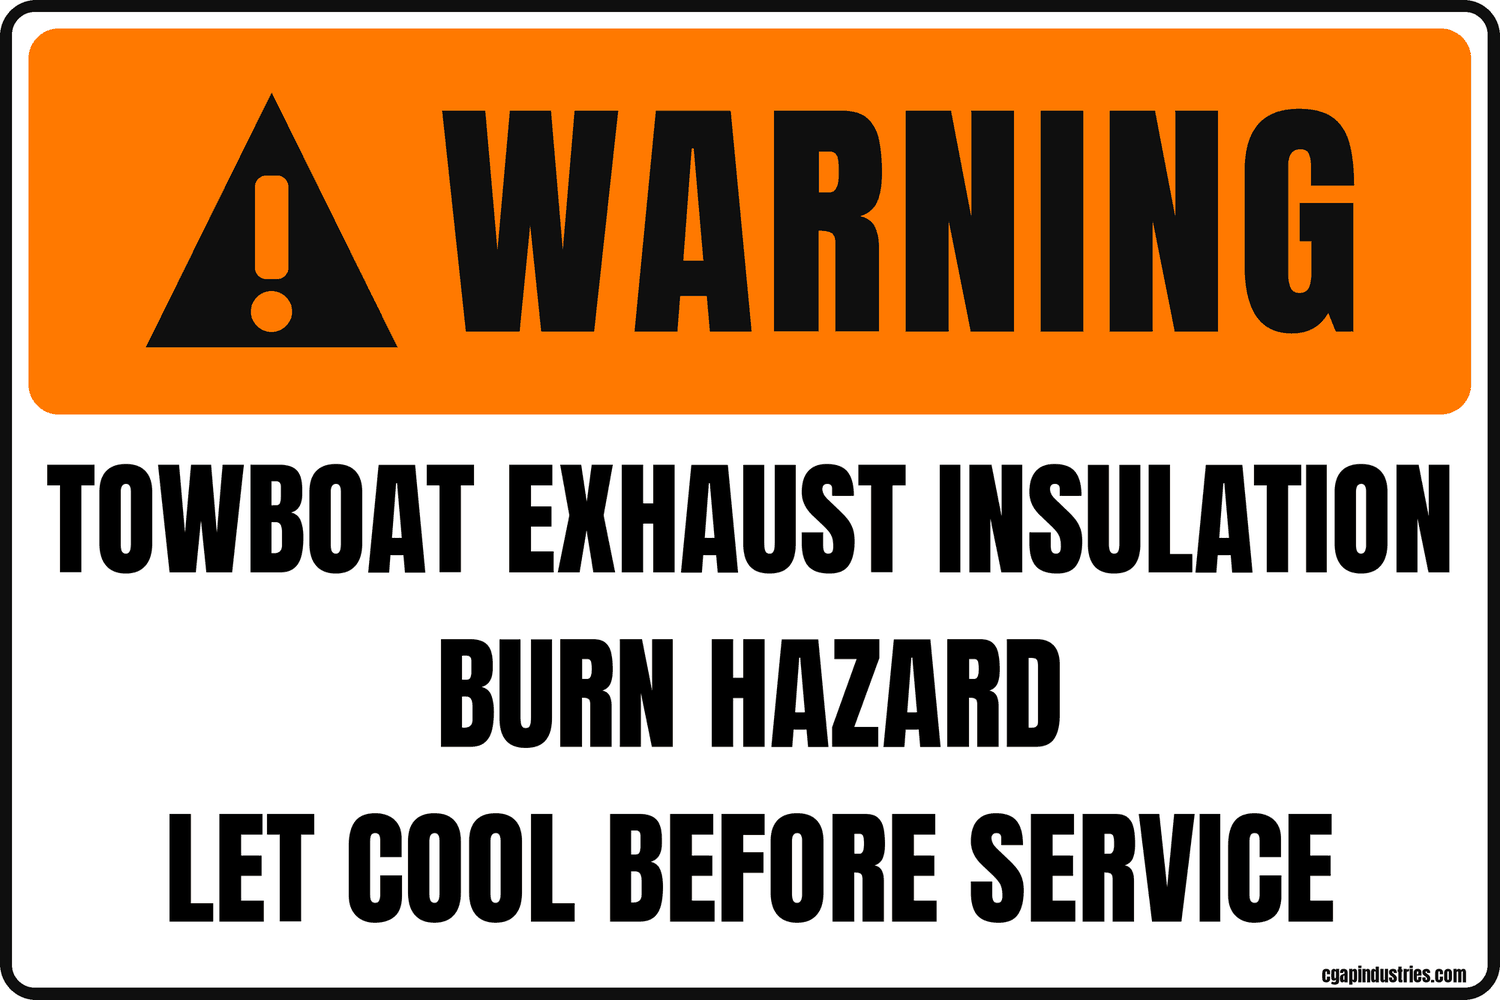 WARNING
TOWBOAT EXHAUST INSULATION
BURN HAZARD
LET COOL BEFORE SERVICE
cgapindustries.com